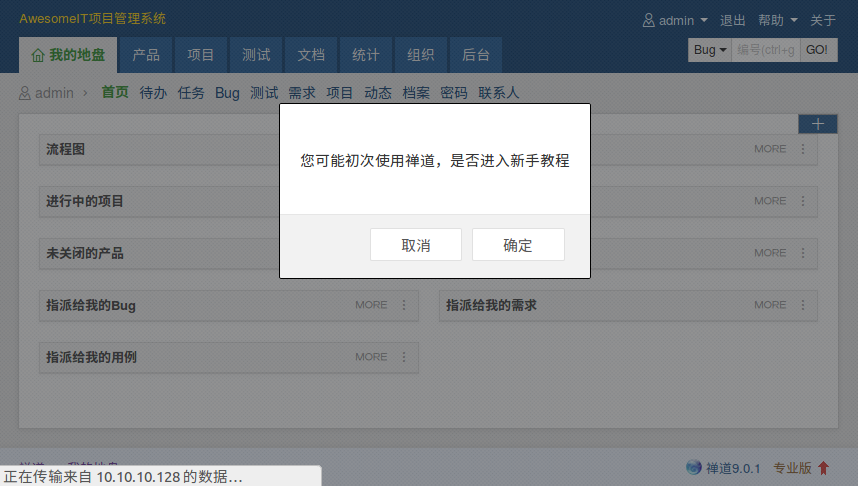 AwesomeIT项目管理系统
admin 退出 帮助 关于
我的地盘 产品 项目 测试 文档 统计 组织 后台
Bug 编号(ctrl+g GO!
admin › 首页 待办 任务 Bug 测试 需求 项目 动态 档案 密码 联系人
流程图 MORE
您可能初次使用禅道，是否进入新手教程
进行中的项目 MORE
取消 确定
未关闭的产品 MORE
指派给我的Bug MORE
指派给我的需求 MORE
指派给我的用例 MORE
正在传输来自 10.10.10.128 的数据…
禅道9.0.1 专业版